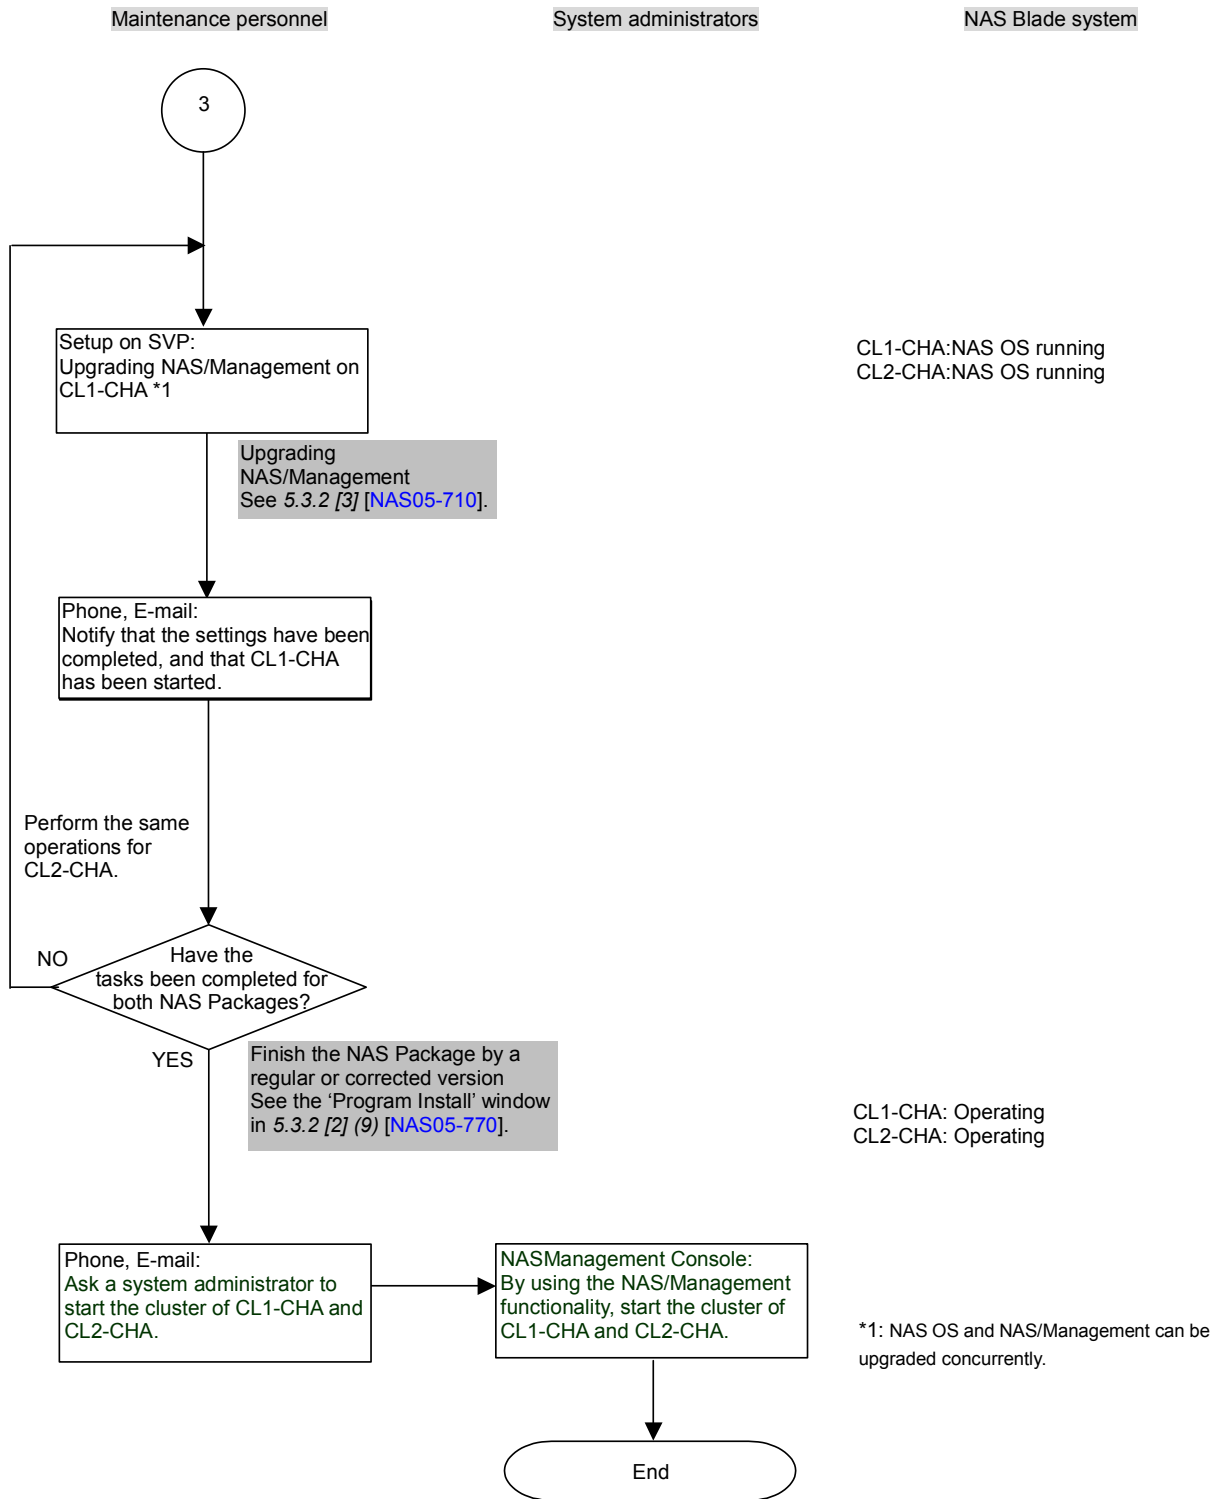 Maintenance personnel
System administrators
NAS Blade system
3
Setup on SVP:
Upgrading NAS/Management on
CL1-CHA *1
CL1-CHA:NAS OS running
CL2-CHA:NAS OS running
Upgrading
NAS/Management
See 5.3.2 [3] [NAS05-710].
Phone, E-mail:
Notify that the settings have been
completed, and that CL1-CHA
has been started.
Perform the same
operations for
CL2-CHA.
NO
Have the
tasks been completed for
both NAS Packages?
YES
Finish the NAS Package by a
regular or corrected version
See the ‘Program Install’ window
in 5.3.2 [2] (9) [NAS05-770].
CL1-CHA: Operating
CL2-CHA: Operating
Phone, E-mail:
Ask a system administrator to
start the cluster of CL1-CHA and
CL2-CHA.
NASManagement Console:
By using the NAS/Management
functionality, start the cluster of
CL1-CHA and CL2-CHA.
*1: NAS OS and NAS/Management can be
upgraded concurrently.
End